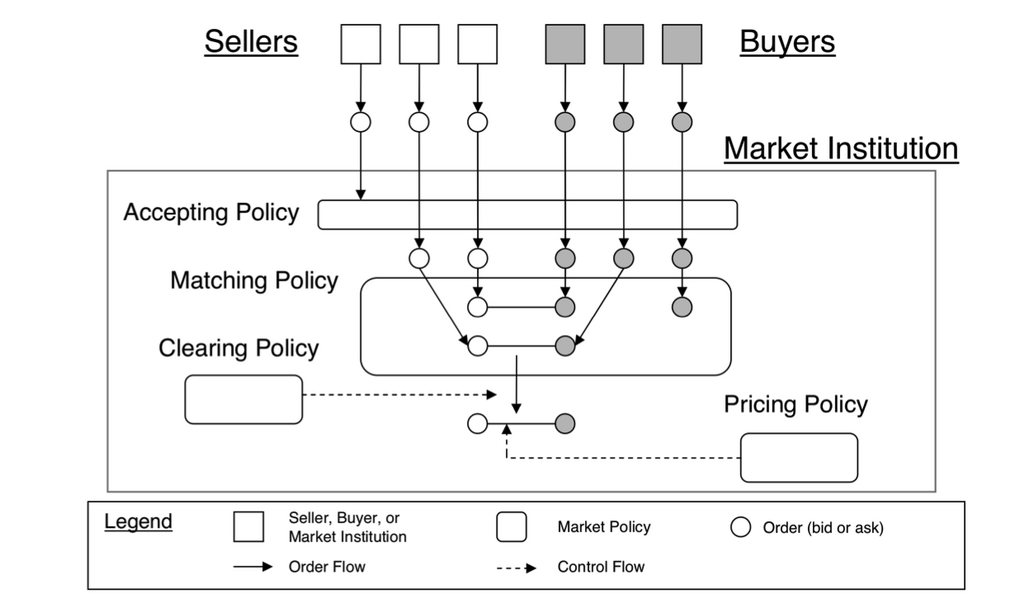 Sellers
Buyers
Market Institution
Accepting Policy
Matching Policy
Clearing Policy
Pricing Policy
Legend
Seller, Buyer, or
Market Institution
Market Policy
Order (bid or ask)
Order Flow
Control Flow